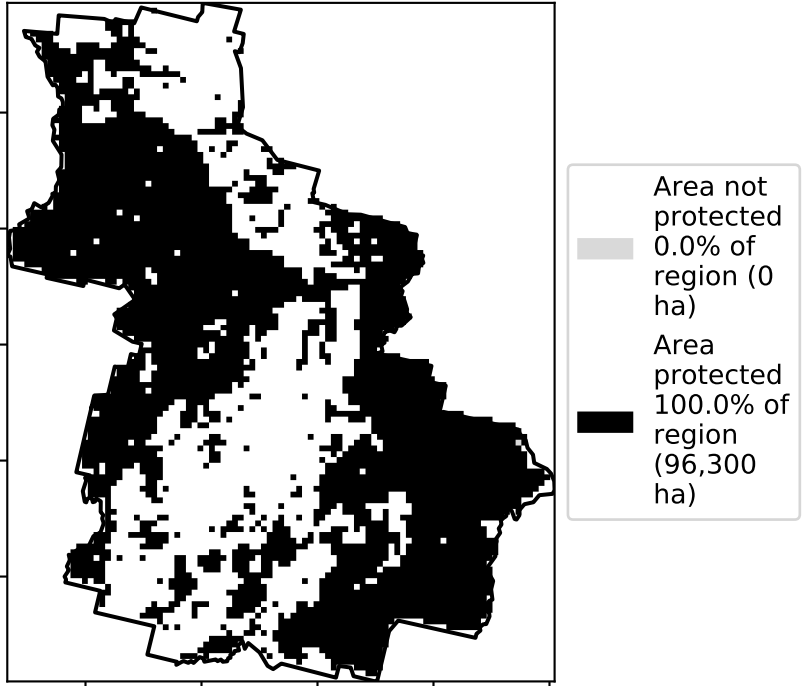 Area not
protected
0.0% of
region (0
ha)
Area
protected
100.0% of
region
(96,300
ha)